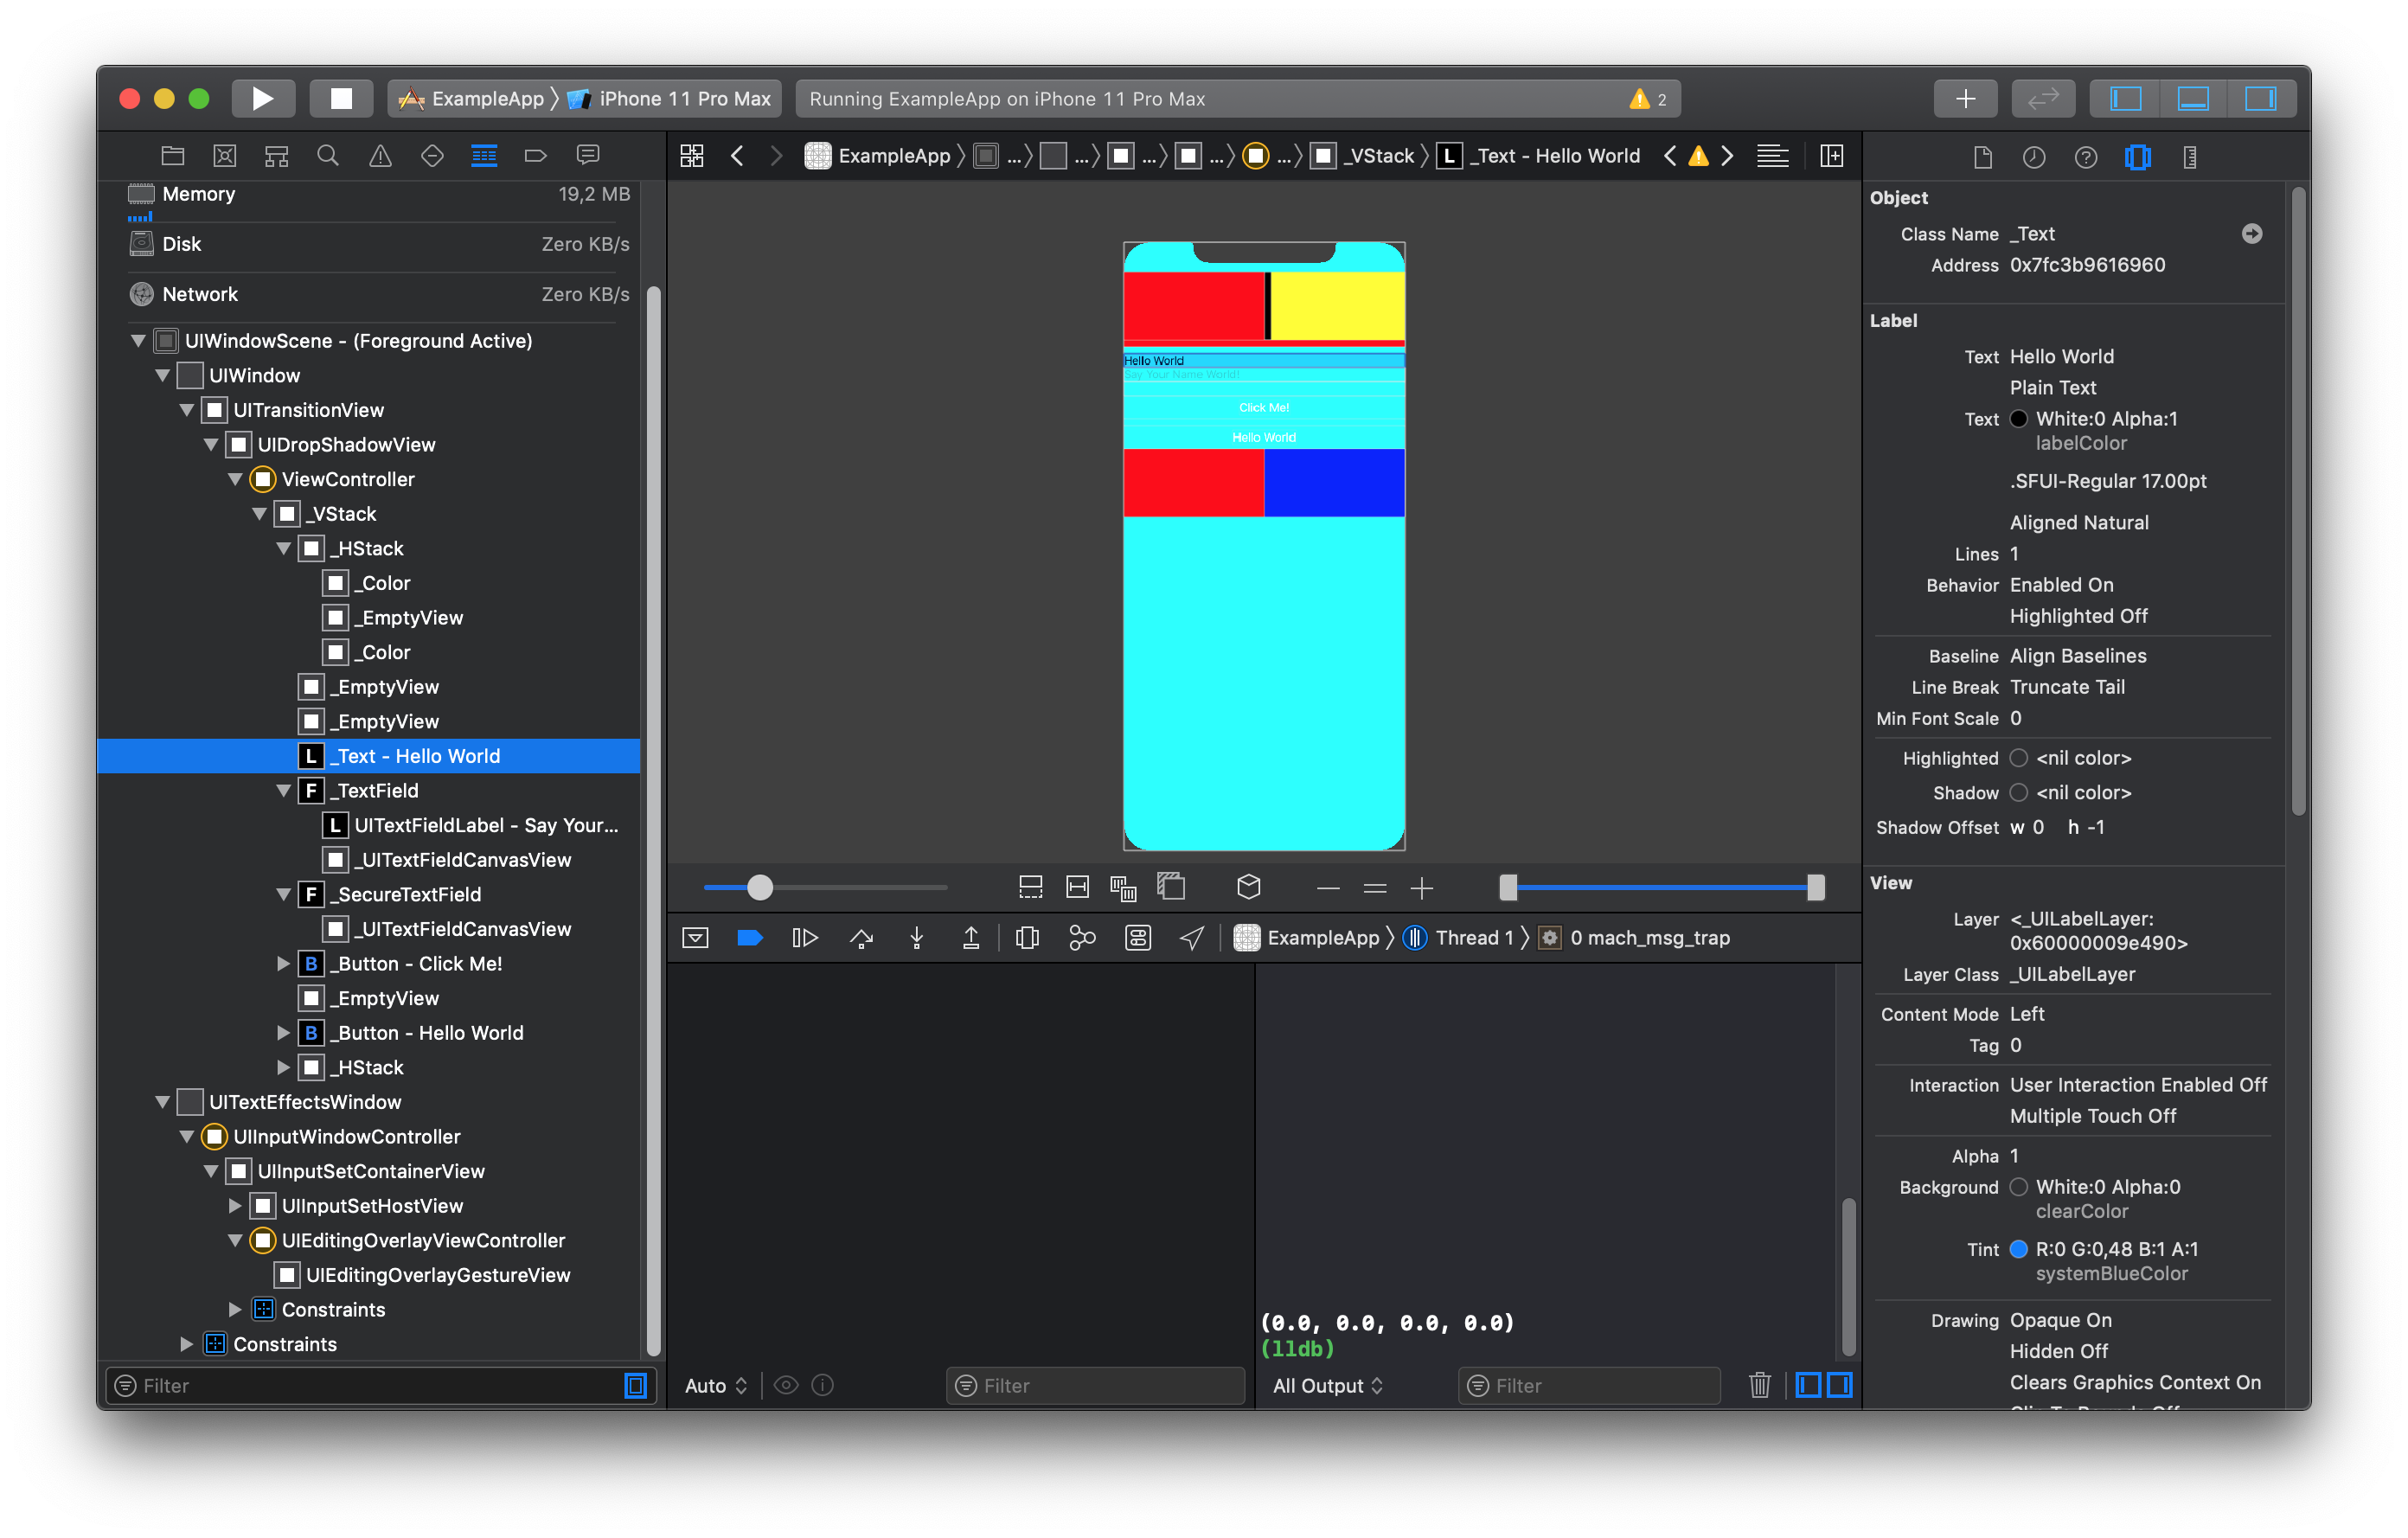 ExampleApp iPhone 11 Pro Max
Running ExampleApp on iPhone 11 Pro Max
2
Memory 19,2 MB
Disk Zero KB/s
Network Zero KB/s
UIWindowScene - (Foreground Active)
UIWindow
UITransitionView
UIDropShadowView
ViewController
_VStack
_HStack
_Color
_EmptyView
_Color
_EmptyView
_EmptyView
L _Text - Hello World
F _TextField
L UITextFieldLabel - Say Your...
_UITextFieldCanvasView
F _SecureTextField
_UITextFieldCanvasView
B _Button - Click Me!
_EmptyView
B _Button - Hello World
_HStack
UITextEffectsWindow
UIInputWindowController
UIInputSetContainerView
UIInputSetHostView
UIEditingOverlayViewController
UIEditingOverlayGestureView
Constraints
Constraints
Filter
ExampleApp ... ... ... ... ... _VStack L _Text - Hello World
Hello World
Say Your Name World!
Click Me!
Hello World
ExampleApp Thread 1 0 mach_msg_trap
Auto
Filter
(0.0, 0.0, 0.0, 0.0)
(lldb)
All Output
Filter
Object
Class Name _Text
Address 0x7fc3b9616960
Label
Text Hello World
Plain Text
Text White:0 Alpha:1
labelColor
.SFUI-Regular 17.00pt
Aligned Natural
Lines 1
Behavior Enabled On
Highlighted Off
Baseline Align Baselines
Line Break Truncate Tail
Min Font Scale 0
Highlighted <nil color>
Shadow <nil color>
Shadow Offset w 0 h -1
View
Layer <_UILabelLayer:
0x60000009e490>
Layer Class _UILabelLayer
Content Mode Left
Tag 0
Interaction User Interaction Enabled Off
Multiple Touch Off
Alpha 1
Background White:0 Alpha:0
clearColor
Tint R:0 G:0,48 B:1 A:1
systemBlueColor
Drawing Opaque On
Hidden Off
Clears Graphics Context On